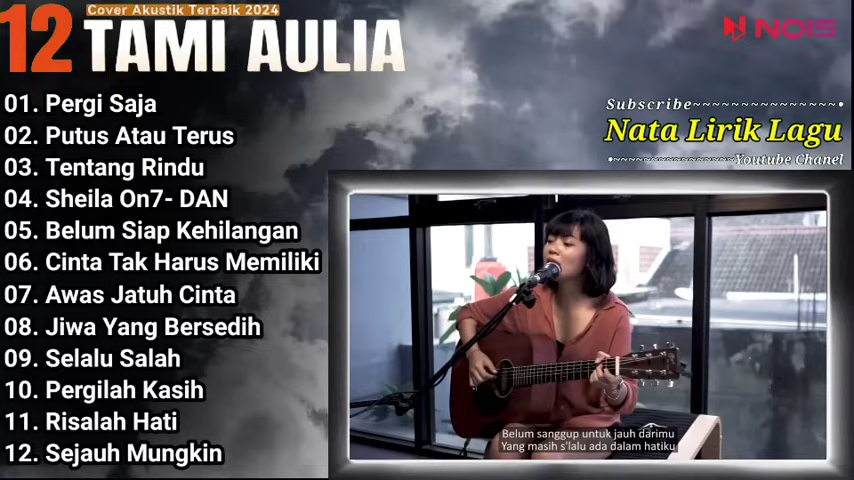 Cover Akustik Terbaik 2024
12 TAMI AULIA
NOIS
01. Pergi Saja
02. Putus Atau Terus
03. Tentang Rindu
04. Sheila On7- DAN
05. Belum Siap Kehilangan
06. Cinta Tak Harus Memiliki
07. Awas Jatuh Cinta
08. Jiwa Yang Bersedih
09. Selalu Salah
10. Pergilah Kasih
11. Risalah Hati
12. Sejauh Mungkin
Subscribe~~~~~~~~~~~~~~~•
Nata Lirik Lagu
•~~~~~~~~~~~~~~~Youtube Chanel
Belum sanggup untuk jauh darimu
Yang masih s'lalu ada dalam hatiku